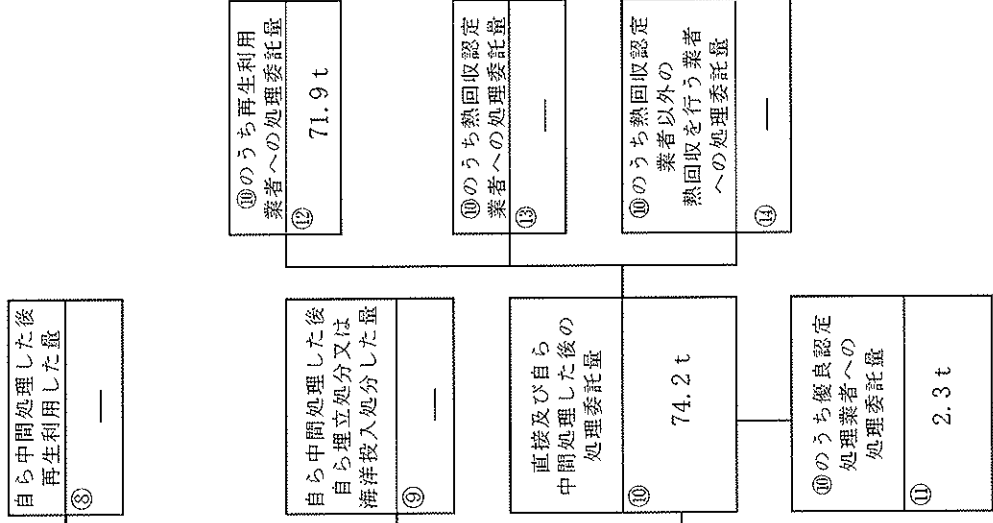 自ら中間処理した後
再生利用した量
⑧
―
自ら中間処理した後
自ら埋立処分又は
海洋投入処分した量
⑨
―
直接及び自ら
中間処理した後の
処理委託量
⑩
74.2 t
⑩のうち優良認定
処理業者への
処理委託量
⑪
2.3 t
⑩のうち再生利用
業者への処理委託量
⑫
71.9 t
⑩のうち熱回収認定
業者への処理委託量
⑬
―
⑩のうち熱回収認定
業者以外の
熱回収を行う業者
への処理委託量
⑭
―